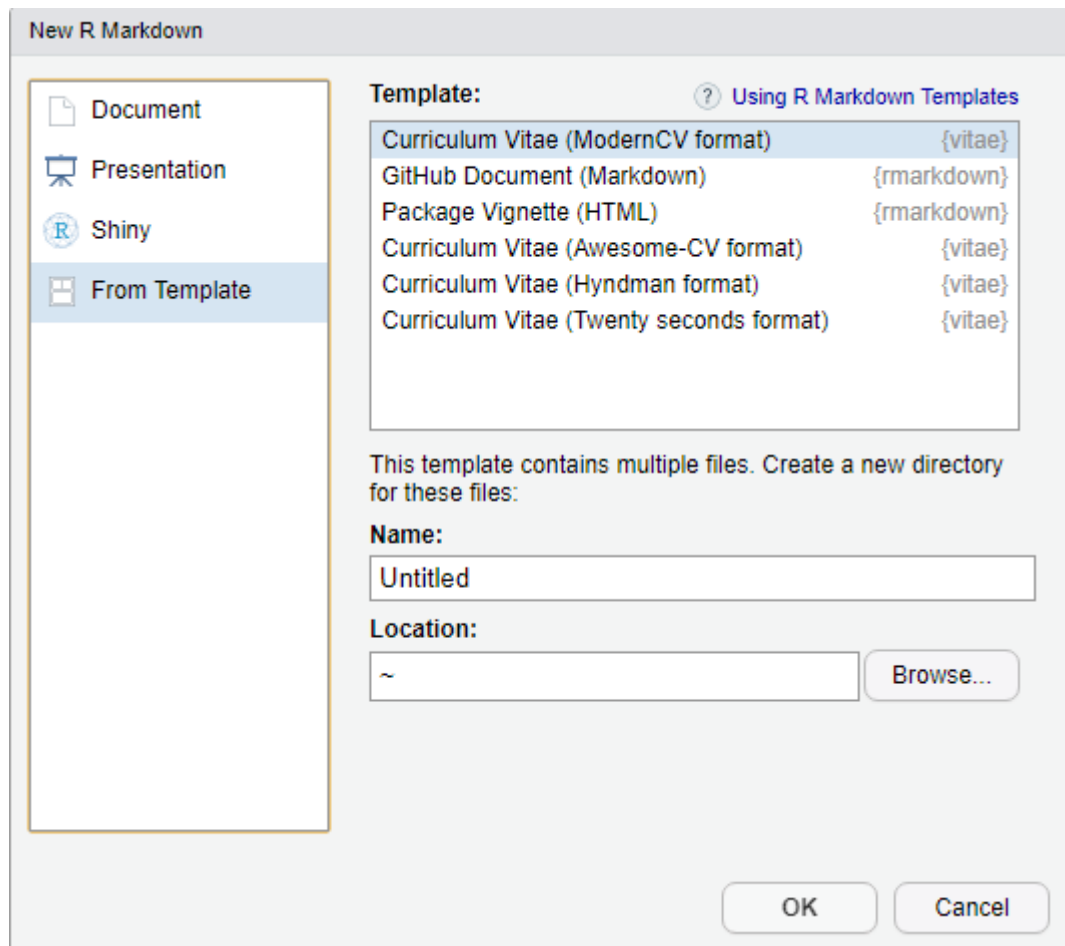 New R Markdown
Document
Presentation
R Shiny
From Template
Template:
? Using R Markdown Templates
Curriculum Vitae (ModernCV format) {vitae}
GitHub Document (Markdown) {rmarkdown}
Package Vignette (HTML) {rmarkdown}
Curriculum Vitae (Awesome-CV format) {vitae}
Curriculum Vitae (Hyndman format) {vitae}
Curriculum Vitae (Twenty seconds format) {vitae}
This template contains multiple files. Create a new directory
for these files:
Name:
Untitled
Location:
~ Browse...
OK Cancel